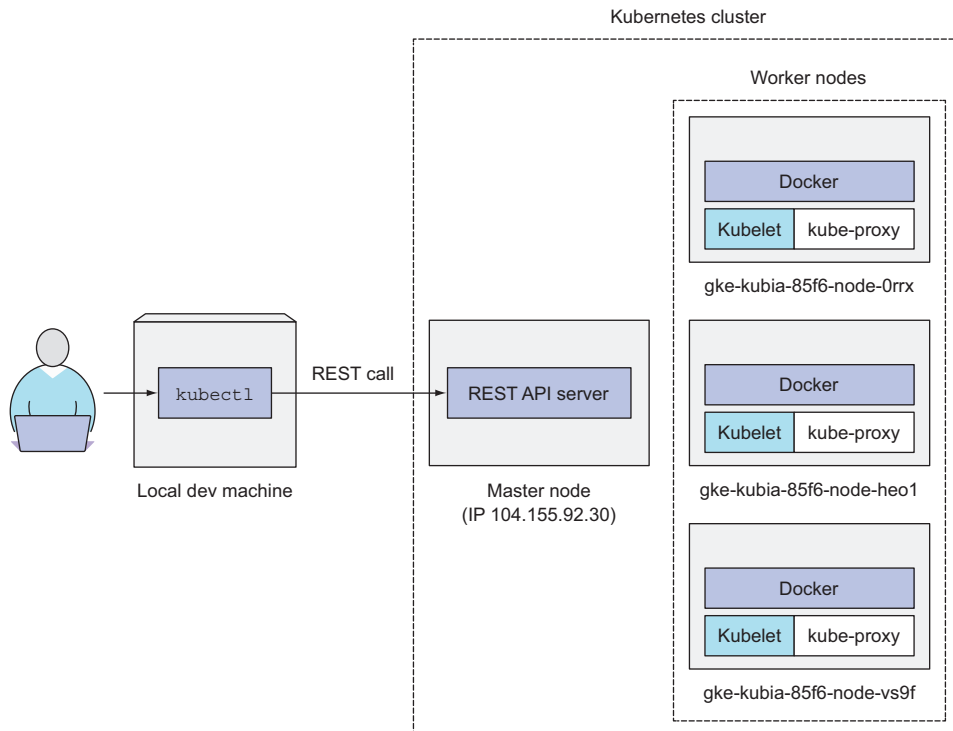 Kubernetes cluster
Worker nodes
Docker
Kubelet
kube-proxy
gke-kubia-85f6-node-0rrx
kubectl
REST call
REST API server
Docker
Kubelet
kube-proxy
Local dev machine
Master node
(IP 104.155.92.30)
gke-kubia-85f6-node-heo1
Docker
Kubelet
kube-proxy
gke-kubia-85f6-node-vs9f